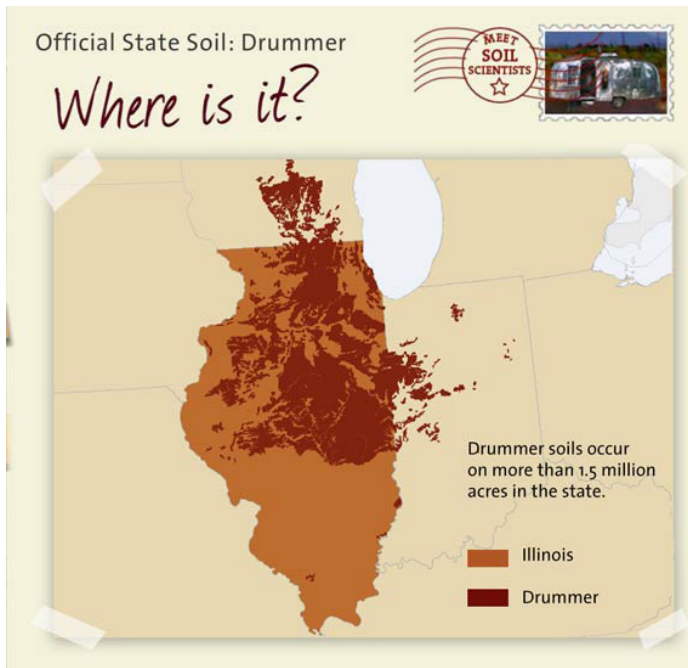 Official State Soil: Drummer
Where is it?
MEET
SOIL
SCIENTISTS
Drummer soils occur
on more than 1.5 million
acres in the state.
Illinois
Drummer